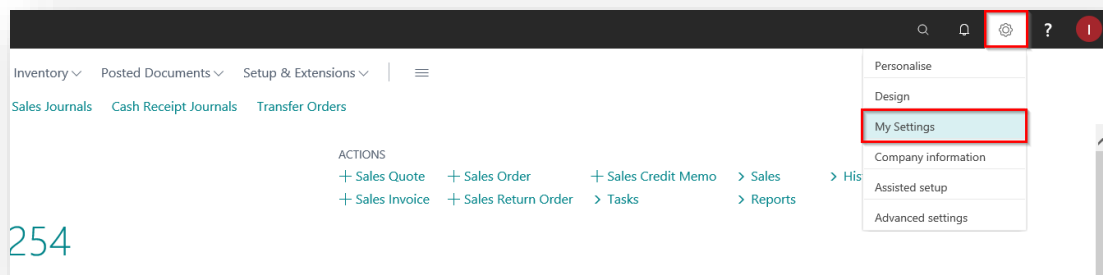 ?
I
Inventory Posted Documents Setup & Extensions
Personalise
Design
Sales Journals Cash Receipt Journals Transfer Orders
My Settings
ACTIONS
Company information
+ Sales Quote + Sales Order + Sales Credit Memo > Sales > His
Assisted setup
+ Sales Invoice + Sales Return Order > Tasks > Reports
Advanced settings
254